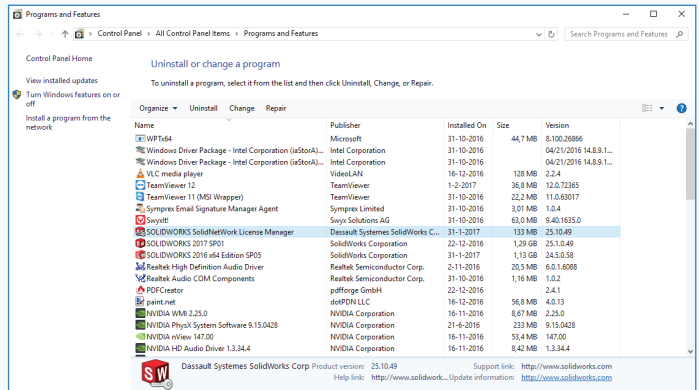 Programs and Features
Control Panel > All Control Panel Items > Programs and Features
Search Programs and Features
Control Panel Home
View installed updates
Turn Windows features on or
off
Install a program from the
network
Uninstall or change a program
To uninstall a program, select it from the list and then click Uninstall, Change, or Repair.
Organize Uninstall Change Repair
Name Publisher Installed On Size Version
WPTx64 Microsoft 31-10-2016 44,7 MB 8.100.26866
Windows Driver Package - Intel Corporation (iaStorA)... Intel Corporation 31-10-2016 04/21/2016 14.8.9.1...
Windows Driver Package - Intel Corporation (iaStorA)... Intel Corporation 31-10-2016 04/21/2016 14.8.9.1...
VLC media player VideoLAN 16-12-2016 128 MB 2.2.4
TeamViewer 12 TeamViewer 1-2-2017 36,8 MB 12.0.72365
TeamViewer 11 (MSI Wrapper) TeamViewer 31-10-2016 22,2 MB 11.0.63017
Symprex Email Signature Manager Agent Symprex Limited 31-10-2016 3,01 MB 1.0.4
SwyxIt! Swyx Solutions AG 31-10-2016 63,0 MB 9.40.1635.0
SOLIDWORKS SolidNetWork License Manager Dassault Systemes SolidWorks C... 31-1-2017 133 MB 25.10.49
SOLIDWORKS 2017 SP01 SolidWorks Corporation 22-12-2016 1,29 GB 25.1.0.49
SOLIDWORKS 2016 x64 Edition SP05 SolidWorks Corporation 31-1-2017 1,13 GB 24.5.0.58
Realtek High Definition Audio Driver Realtek Semiconductor Corp. 2-11-2016 20,5 MB 6.0.1.6088
Realtek Audio COM Components Realtek Semiconductor Corp. 31-10-2016 1,16 MB 1.0.2
PDFCreator pdfforge GmbH 22-12-2016 2.4.1
paint.net dotPDN LLC 16-12-2016 56,8 MB 4.0.13
NVIDIA WMI 2.25.0 NVIDIA Corporation 16-11-2016 8,67 MB 2.25.0
NVIDIA PhysX System Software 9.15.0428 NVIDIA Corporation 21-6-2016 233 MB 9.15.0428
NVIDIA nView 147.00 NVIDIA Corporation 16-11-2016 53,4 MB 147.00
NVIDIA HD Audio Driver 1.3.34.4 NVIDIA Corporation 16-11-2016 8,42 MB 1.3.34.4
SW
Dassault Systemes SolidWorks Corp Product version: 25.10.49 Support link: http://www.solidworks.com
Help link: http://www.solidwork... Update information: http://www.solidworks.com